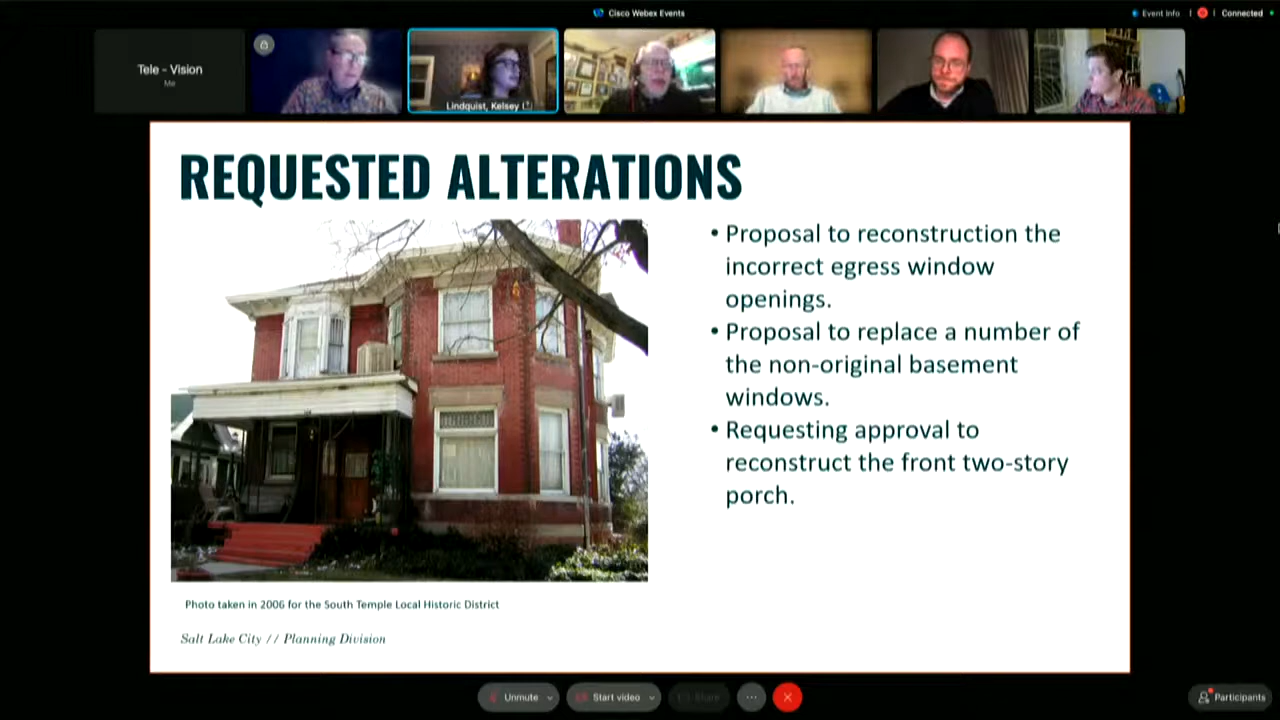 Cisco Webex Events
Event Info
Connected
Tele - Vision
Me
Lindquist, Kelsey
REQUESTED ALTERATIONS
• Proposal to reconstruction the
incorrect egress window
openings.
• Proposal to replace a number of
the non-original basement
windows.
• Requesting approval to
reconstruct the front two-story
porch.
Photo taken in 2006 for the South Temple Local Historic District
Salt Lake City // Planning Division
Unmute
Start video
Share
Participants